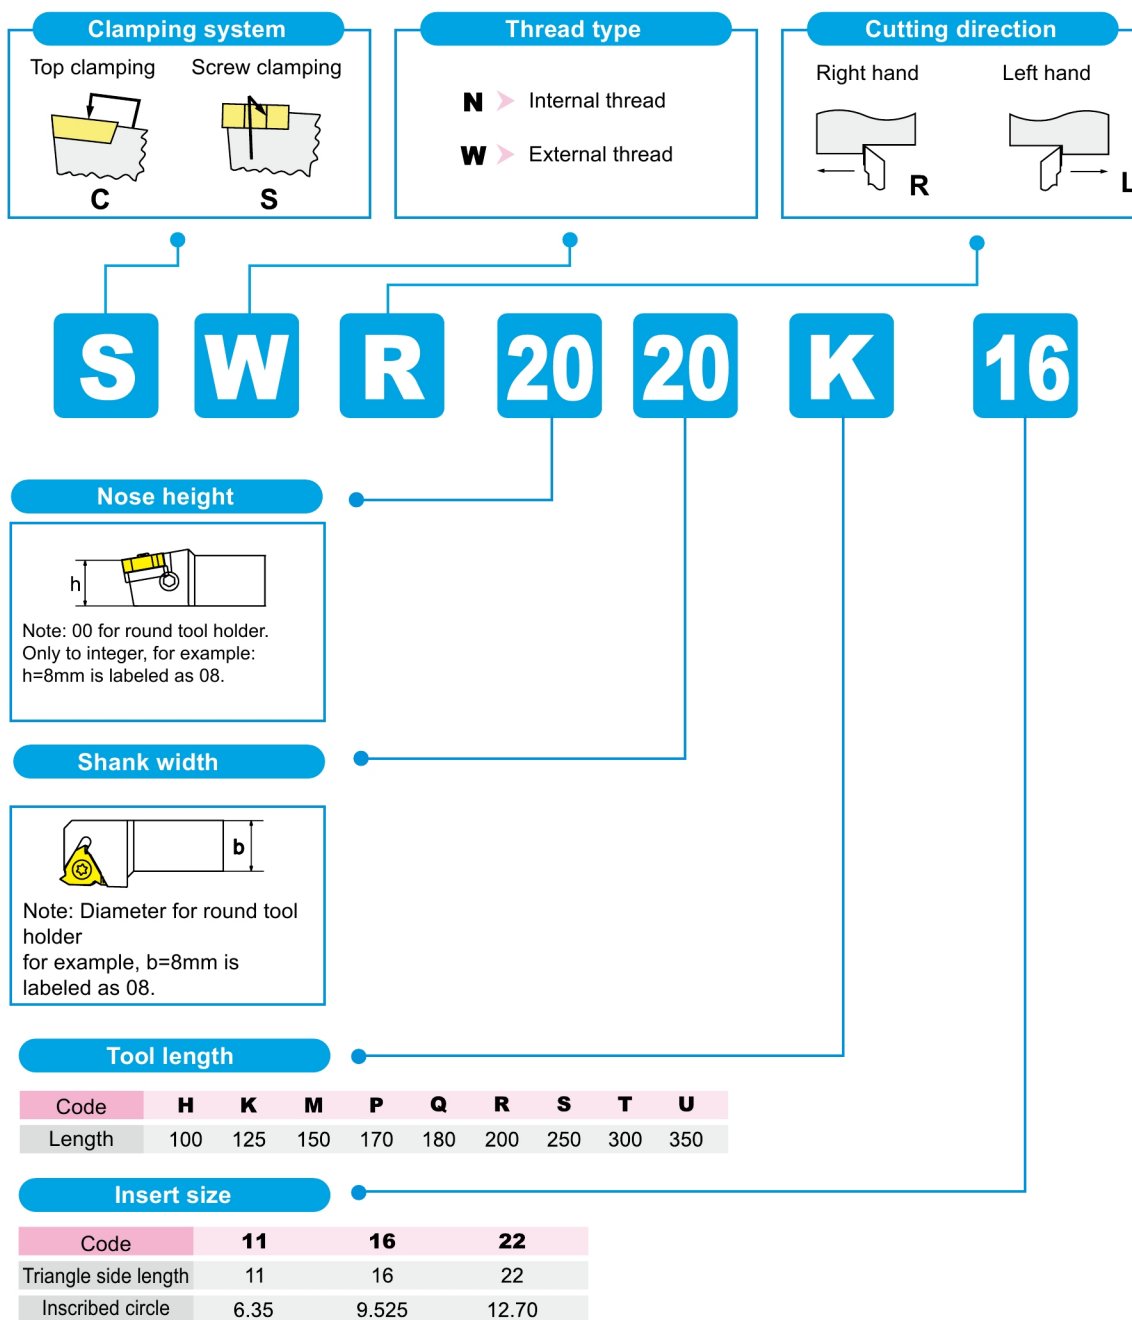 Clamping system
Thread type
Cutting direction
Top clamping
Screw clamping
C
S
N Internal thread
W External thread
Right hand
Left hand
R
L
S W R 20 20 K 16
Nose height
h
Note: 00 for round tool holder.
Only to integer, for example:
h=8mm is labeled as 08.
Shank width
b
Note: Diameter for round tool
holder
for example, b=8mm is
labeled as 08.
Tool length
Code H K M P Q R S T U
Length 100 125 150 170 180 200 250 300 350
Insert size
Code 11 16 22
Triangle side length 11 16 22
Inscribed circle 6.35 9.525 12.70